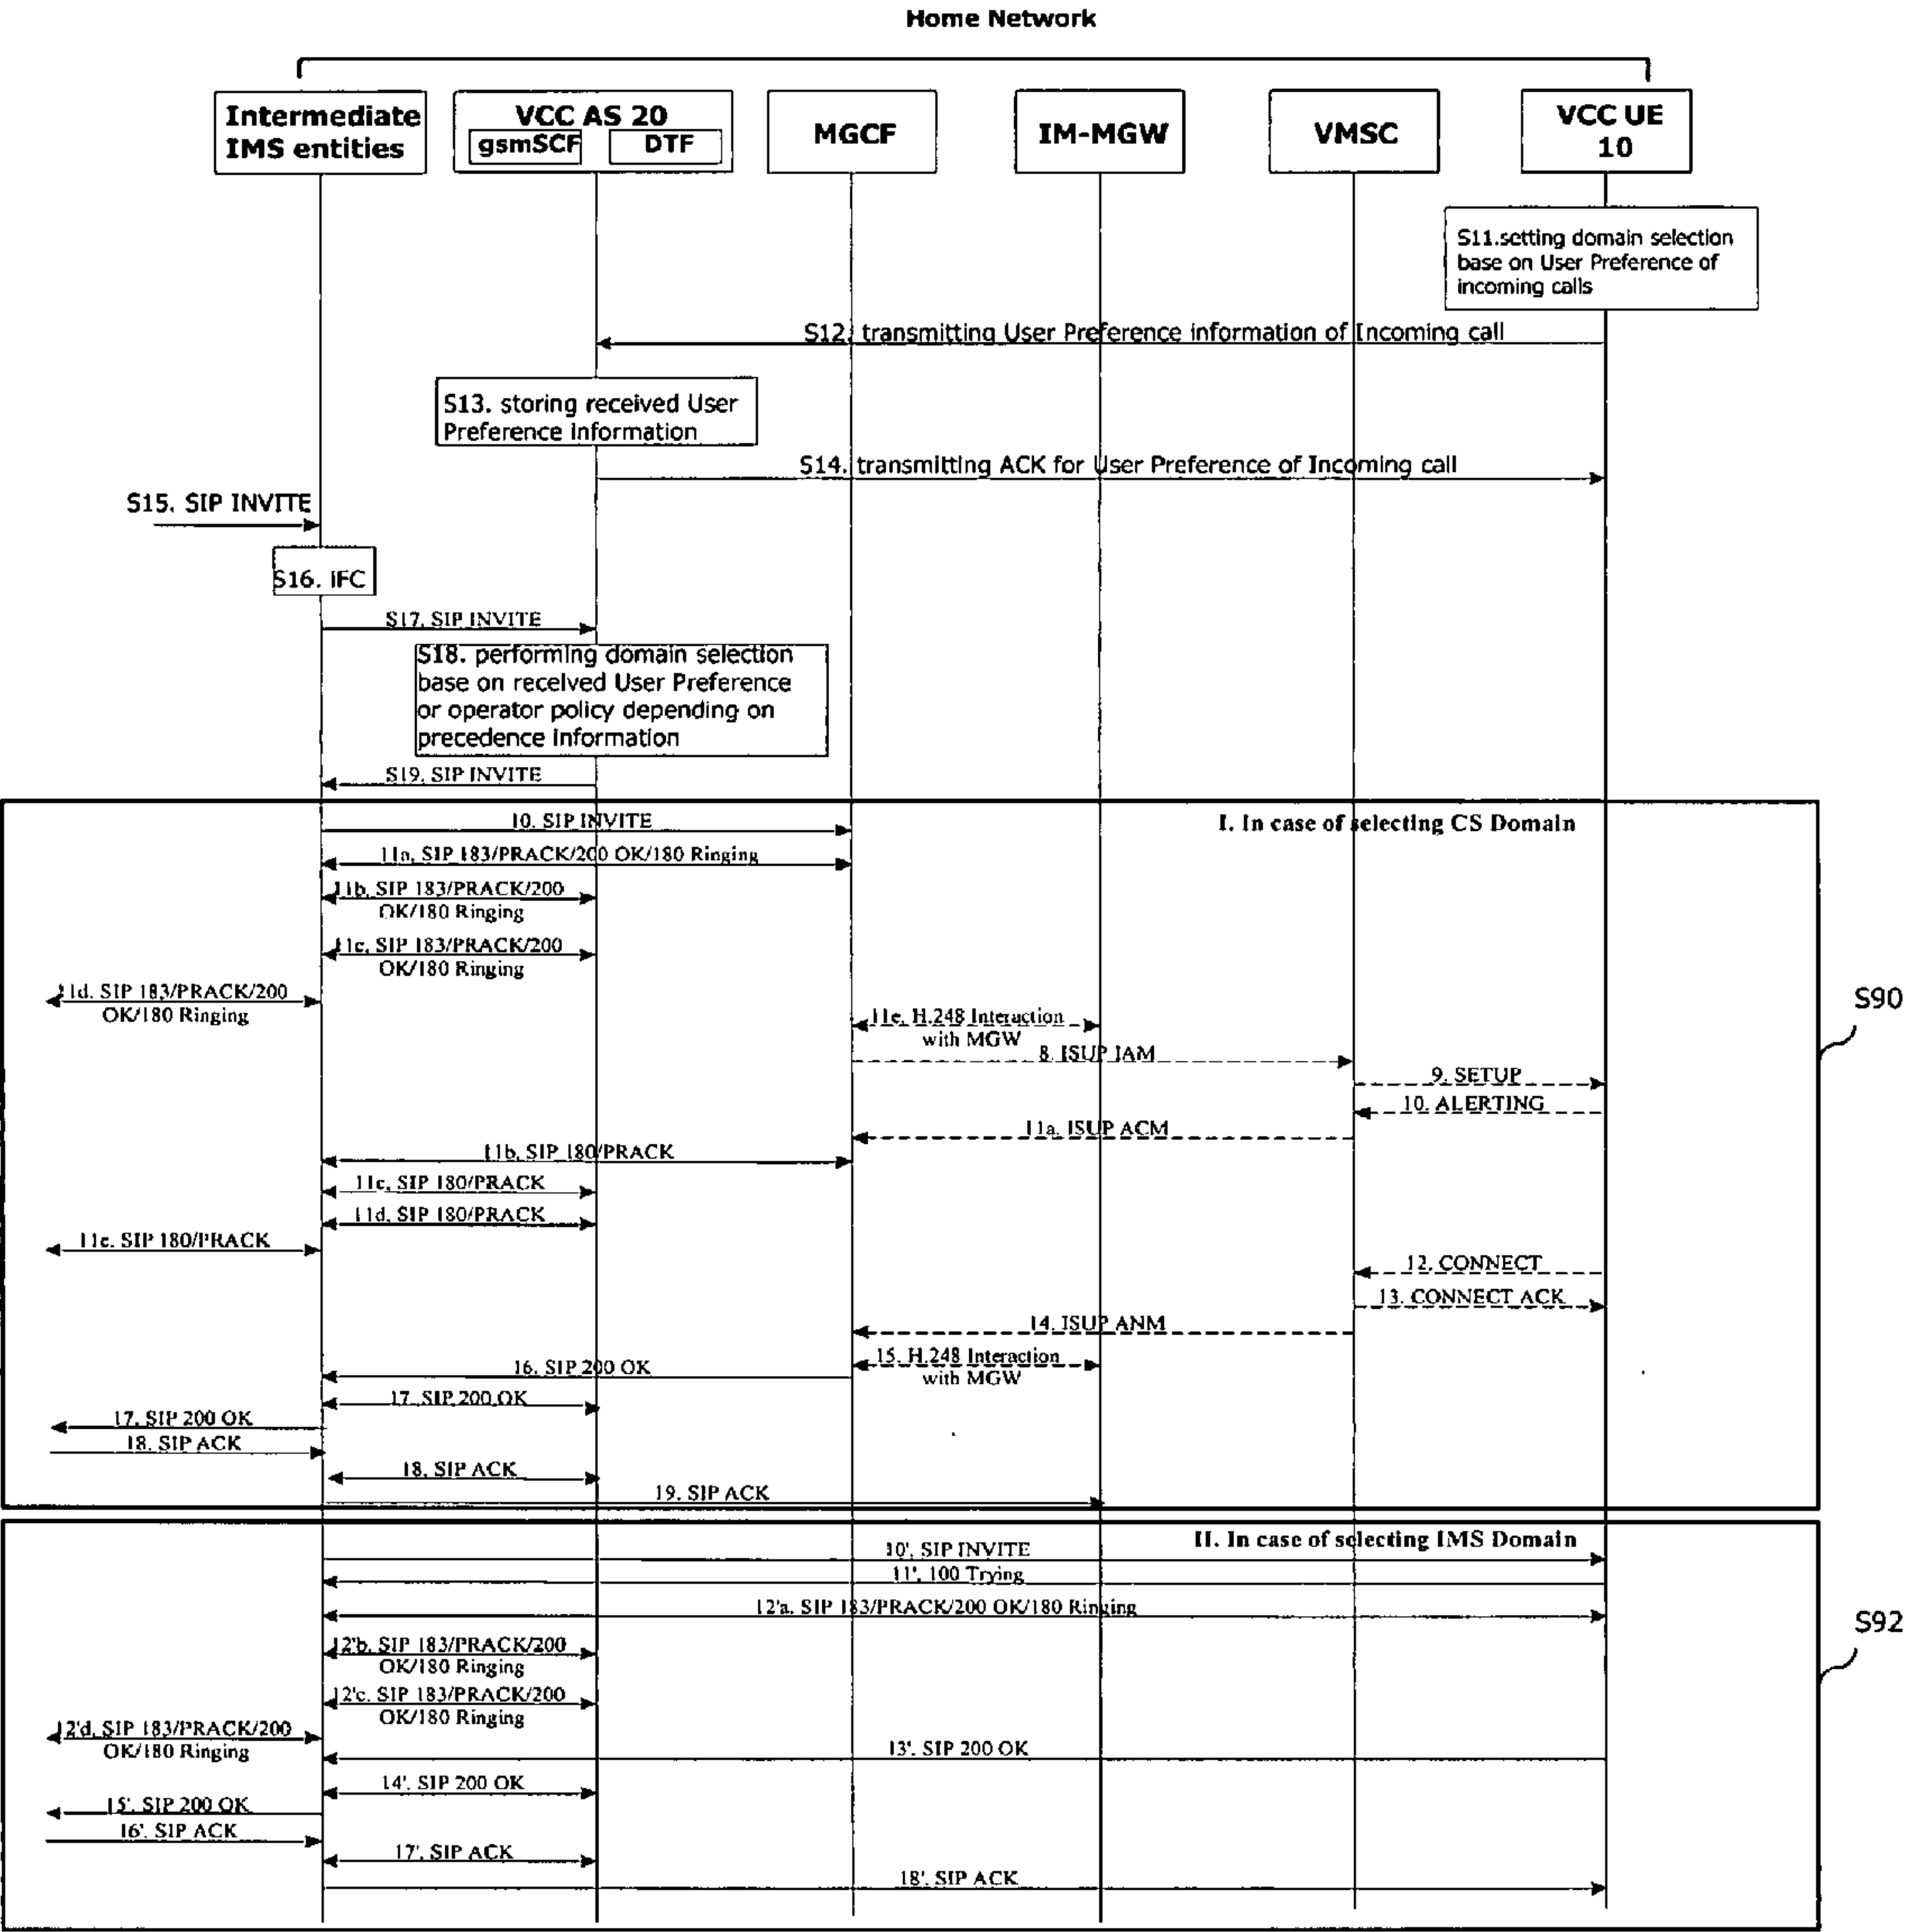 Home Network
Intermediate
IMS entities
VCC AS 20
gsmSCF
DTF
MGCF
IM-MGW
VMSC
VCC UE
10
S11.setting domain selection
base on User Preference of
incoming calls
S12. transmitting User Preference information of Incoming call
S13. storing received User
Preference Information
S14. transmitting ACK for User Preference of Incoming call
S15. SIP INVITE
S16. IFC
S17. SIP INVITE
S18. performing domain selection
base on received User Preference
or operator policy depending on
precedence information
S19. SIP INVITE
I. In case of selecting CS Domain
10. SIP INVITE
11a. SIP 183/PRACK/200 OK/180 Ringing
11b. SIP 183/PRACK/200
OK/180 Ringing
11c. SIP 183/PRACK/200
OK/180 Ringing
11d. SIP 183/PRACK/200
OK/180 Ringing
S90
11e. H.248 Interaction
with MGW
8. ISUP IAM
9. SETUP
10. ALERTING
11a. ISUP ACM
11b. SIP 180/PRACK
11c. SIP 180/PRACK
11d. SIP 180/PRACK
11e. SIP 180/PRACK
12. CONNECT
13. CONNECT ACK
14. ISUP ANM
15. H.248 Interaction
with MGW
16. SIP 200 OK
17. SIP 200 OK
17. SIP 200 OK
18. SIP ACK
18. SIP ACK
19. SIP ACK
II. In case of selecting IMS Domain
10'. SIP INVITE
11'. 100 Trying
12'a. SIP 183/PRACK/200 OK/180 Ringing
S92
12'b. SIP 183/PRACK/200
OK/180 Ringing
12'c. SIP 183/PRACK/200
OK/180 Ringing
12'd. SIP 183/PRACK/200
OK/180 Ringing
13'. SIP 200 OK
14'. SIP 200 OK
15'. SIP 200 OK
16'. SIP ACK
17'. SIP ACK
18'. SIP ACK